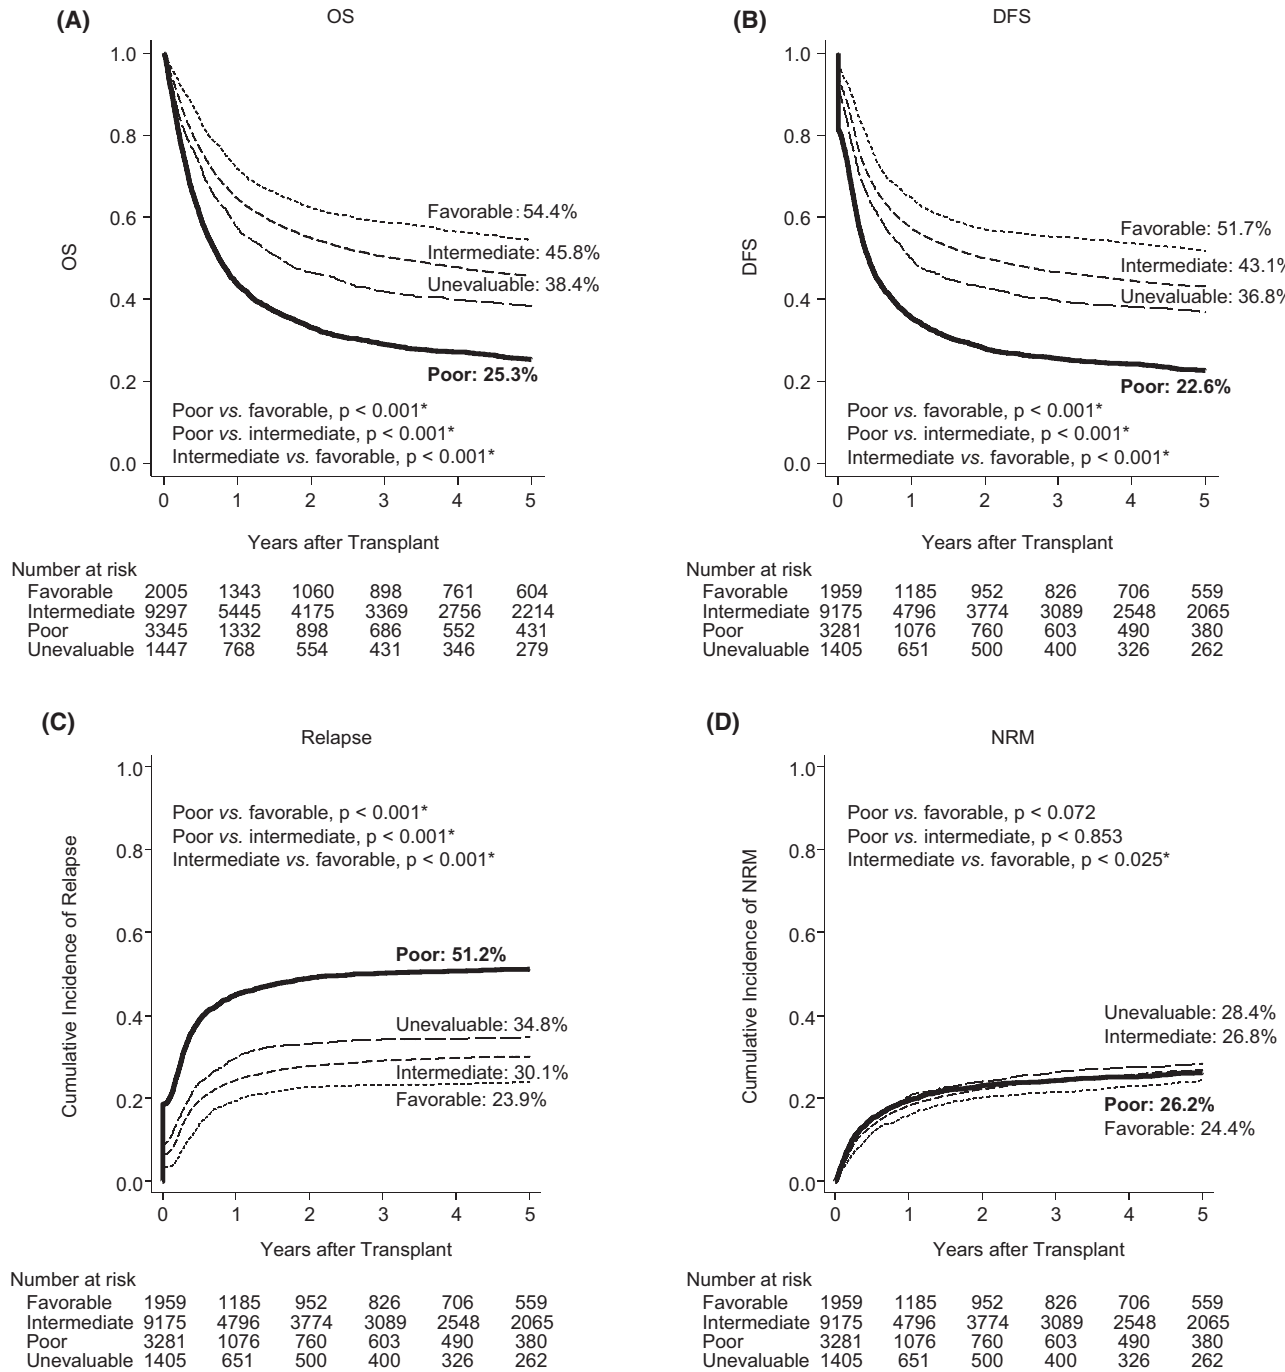 (A)
OS
1.0
0.8
0.6
0.4
0.2
0.0
OS
Favorable: 54.4%
Intermediate: 45.8%
Unevaluable: 38.4%
Poor: 25.3%
Poor vs. favorable, p < 0.001*
Poor vs. intermediate, p < 0.001*
Intermediate vs. favorable, p < 0.001*
0 1 2 3 4 5
Years after Transplant
Number at risk
Favorable 2005 1343 1060 898 761 604
Intermediate 9297 5445 4175 3369 2756 2214
Poor 3345 1332 898 686 552 431
Unevaluable 1447 768 554 431 346 279
(B)
DFS
1.0
0.8
0.6
0.4
0.2
0.0
DFS
Favorable: 51.7%
Intermediate: 43.1%
Unevaluable: 36.8%
Poor: 22.6%
Poor vs. favorable, p < 0.001*
Poor vs. intermediate, p < 0.001*
Intermediate vs. favorable, p < 0.001*
0 1 2 3 4 5
Years after Transplant
Number at risk
Favorable 1959 1185 952 826 706 559
Intermediate 9175 4796 3774 3089 2548 2065
Poor 3281 1076 760 603 490 380
Unevaluable 1405 651 500 400 326 262
(C)
Relapse
1.0
0.8
0.6
0.4
0.2
0.0
Cumulative Incidence of Relapse
Poor vs. favorable, p < 0.001*
Poor vs. intermediate, p < 0.001*
Intermediate vs. favorable, p < 0.001*
Poor: 51.2%
Unevaluable: 34.8%
Intermediate: 30.1%
Favorable: 23.9%
0 1 2 3 4 5
Years after Transplant
Number at risk
Favorable 1959 1185 952 826 706 559
Intermediate 9175 4796 3774 3089 2548 2065
Poor 3281 1076 760 603 490 380
Unevaluable 1405 651 500 400 326 262
(D)
NRM
1.0
0.8
0.6
0.4
0.2
0.0
Cumulative Incidence of NRM
Poor vs. favorable, p < 0.072
Poor vs. intermediate, p < 0.853
Intermediate vs. favorable, p < 0.025*
Unevaluable: 28.4%
Intermediate: 26.8%
Poor: 26.2%
Favorable: 24.4%
0 1 2 3 4 5
Years after Transplant
Number at risk
Favorable 1959 1185 952 826 706 559
Intermediate 9175 4796 3774 3089 2548 2065
Poor 3281 1076 760 603 490 380
Unevaluable 1405 651 500 400 326 262